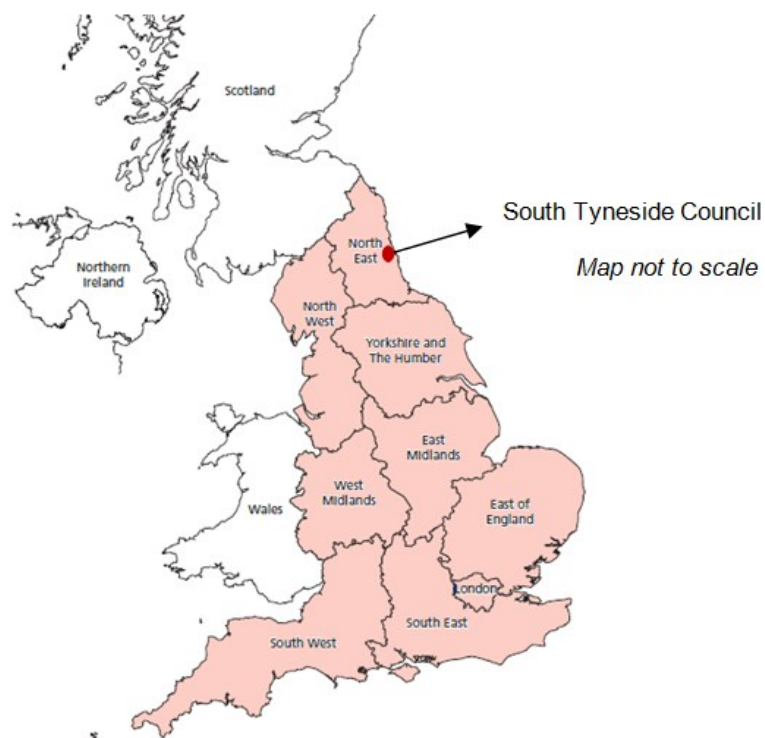 Scotland
South Tyneside Council
North
East
Map not to scale
Northern
Ireland
North
West
Yorkshire and
The Humber
East
Midlands
West
Midlands
Wales
East of
England
London
South East
South West